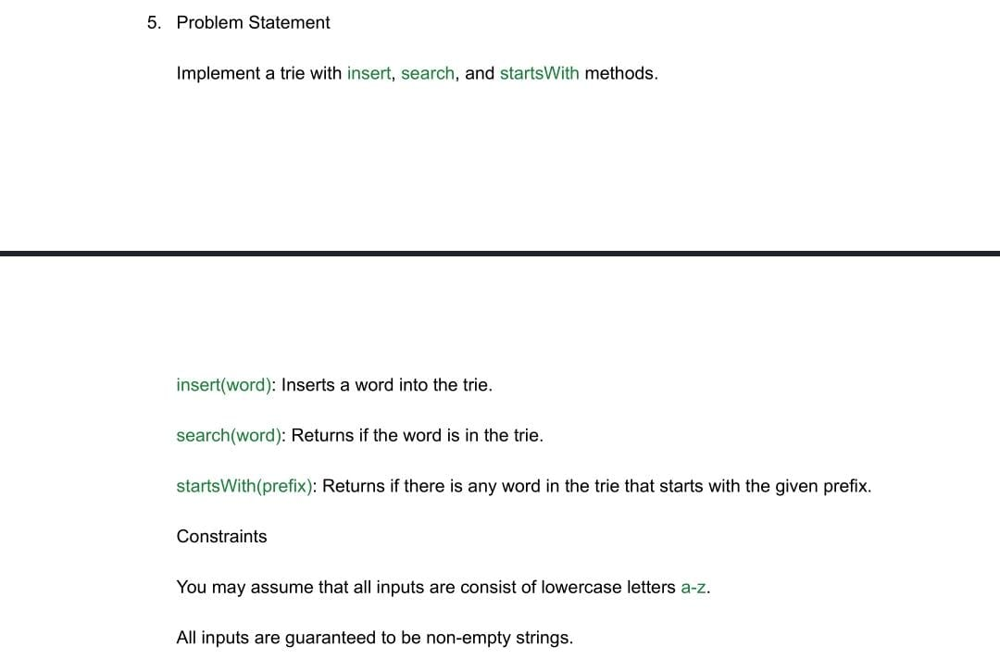 5. Problem Statement
Implement a trie with insert, search, and startsWith methods.
insert(word): Inserts a word into the trie.
search(word): Returns if the word is in the trie.
startsWith(prefix): Returns if there is any word in the trie that starts with the given prefix.
Constraints
You may assume that all inputs are consist of lowercase letters a-z.
All inputs are guaranteed to be non-empty strings.